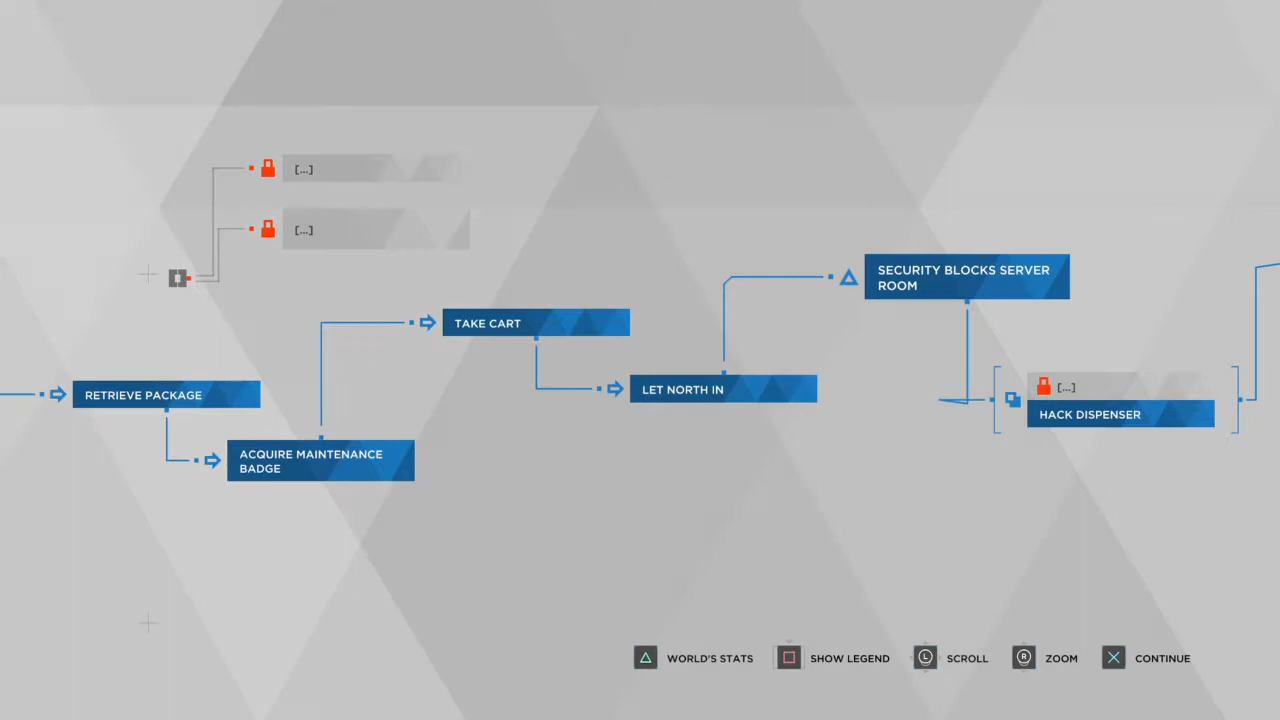 [...]
[...]
SECURITY BLOCKS SERVER
ROOM
TAKE CART
LET NORTH IN
[...]
RETRIEVE PACKAGE
HACK DISPENSER
ACQUIRE MAINTENANCE
BADGE
WORLD'S STATS
SHOW LEGEND
L
SCROLL
R
ZOOM
CONTINUE